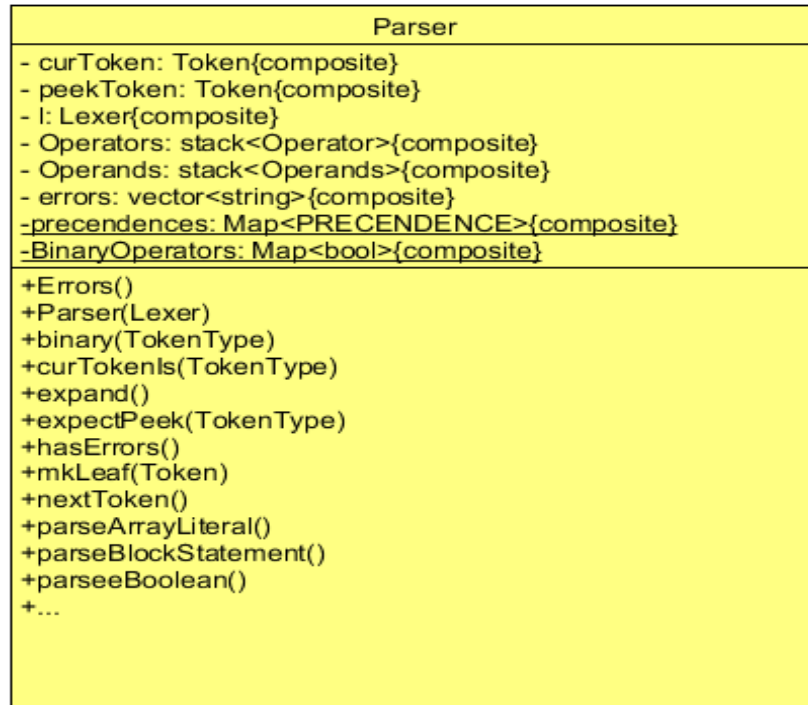 Parser
- curToken: Token{composite}
- peekToken: Token{composite}
- l: Lexer{composite}
- Operators: stack<Operator>{composite}
- Operands: stack<Operands>{composite}
- errors: vector<string>{composite}
-precendences: Map<PRECENDENCE>{composite}
-BinaryOperators: Map<bool>{composite}
+Errors()
+Parser(Lexer)
+binary(TokenType)
+curTokenIs(TokenType)
+expand()
+expectPeek(TokenType)
+hasErrors()
+mkLeaf(Token)
+nextToken()
+parseArrayLiteral()
+parseBlockStatement()
+parseeBoolean()
+...